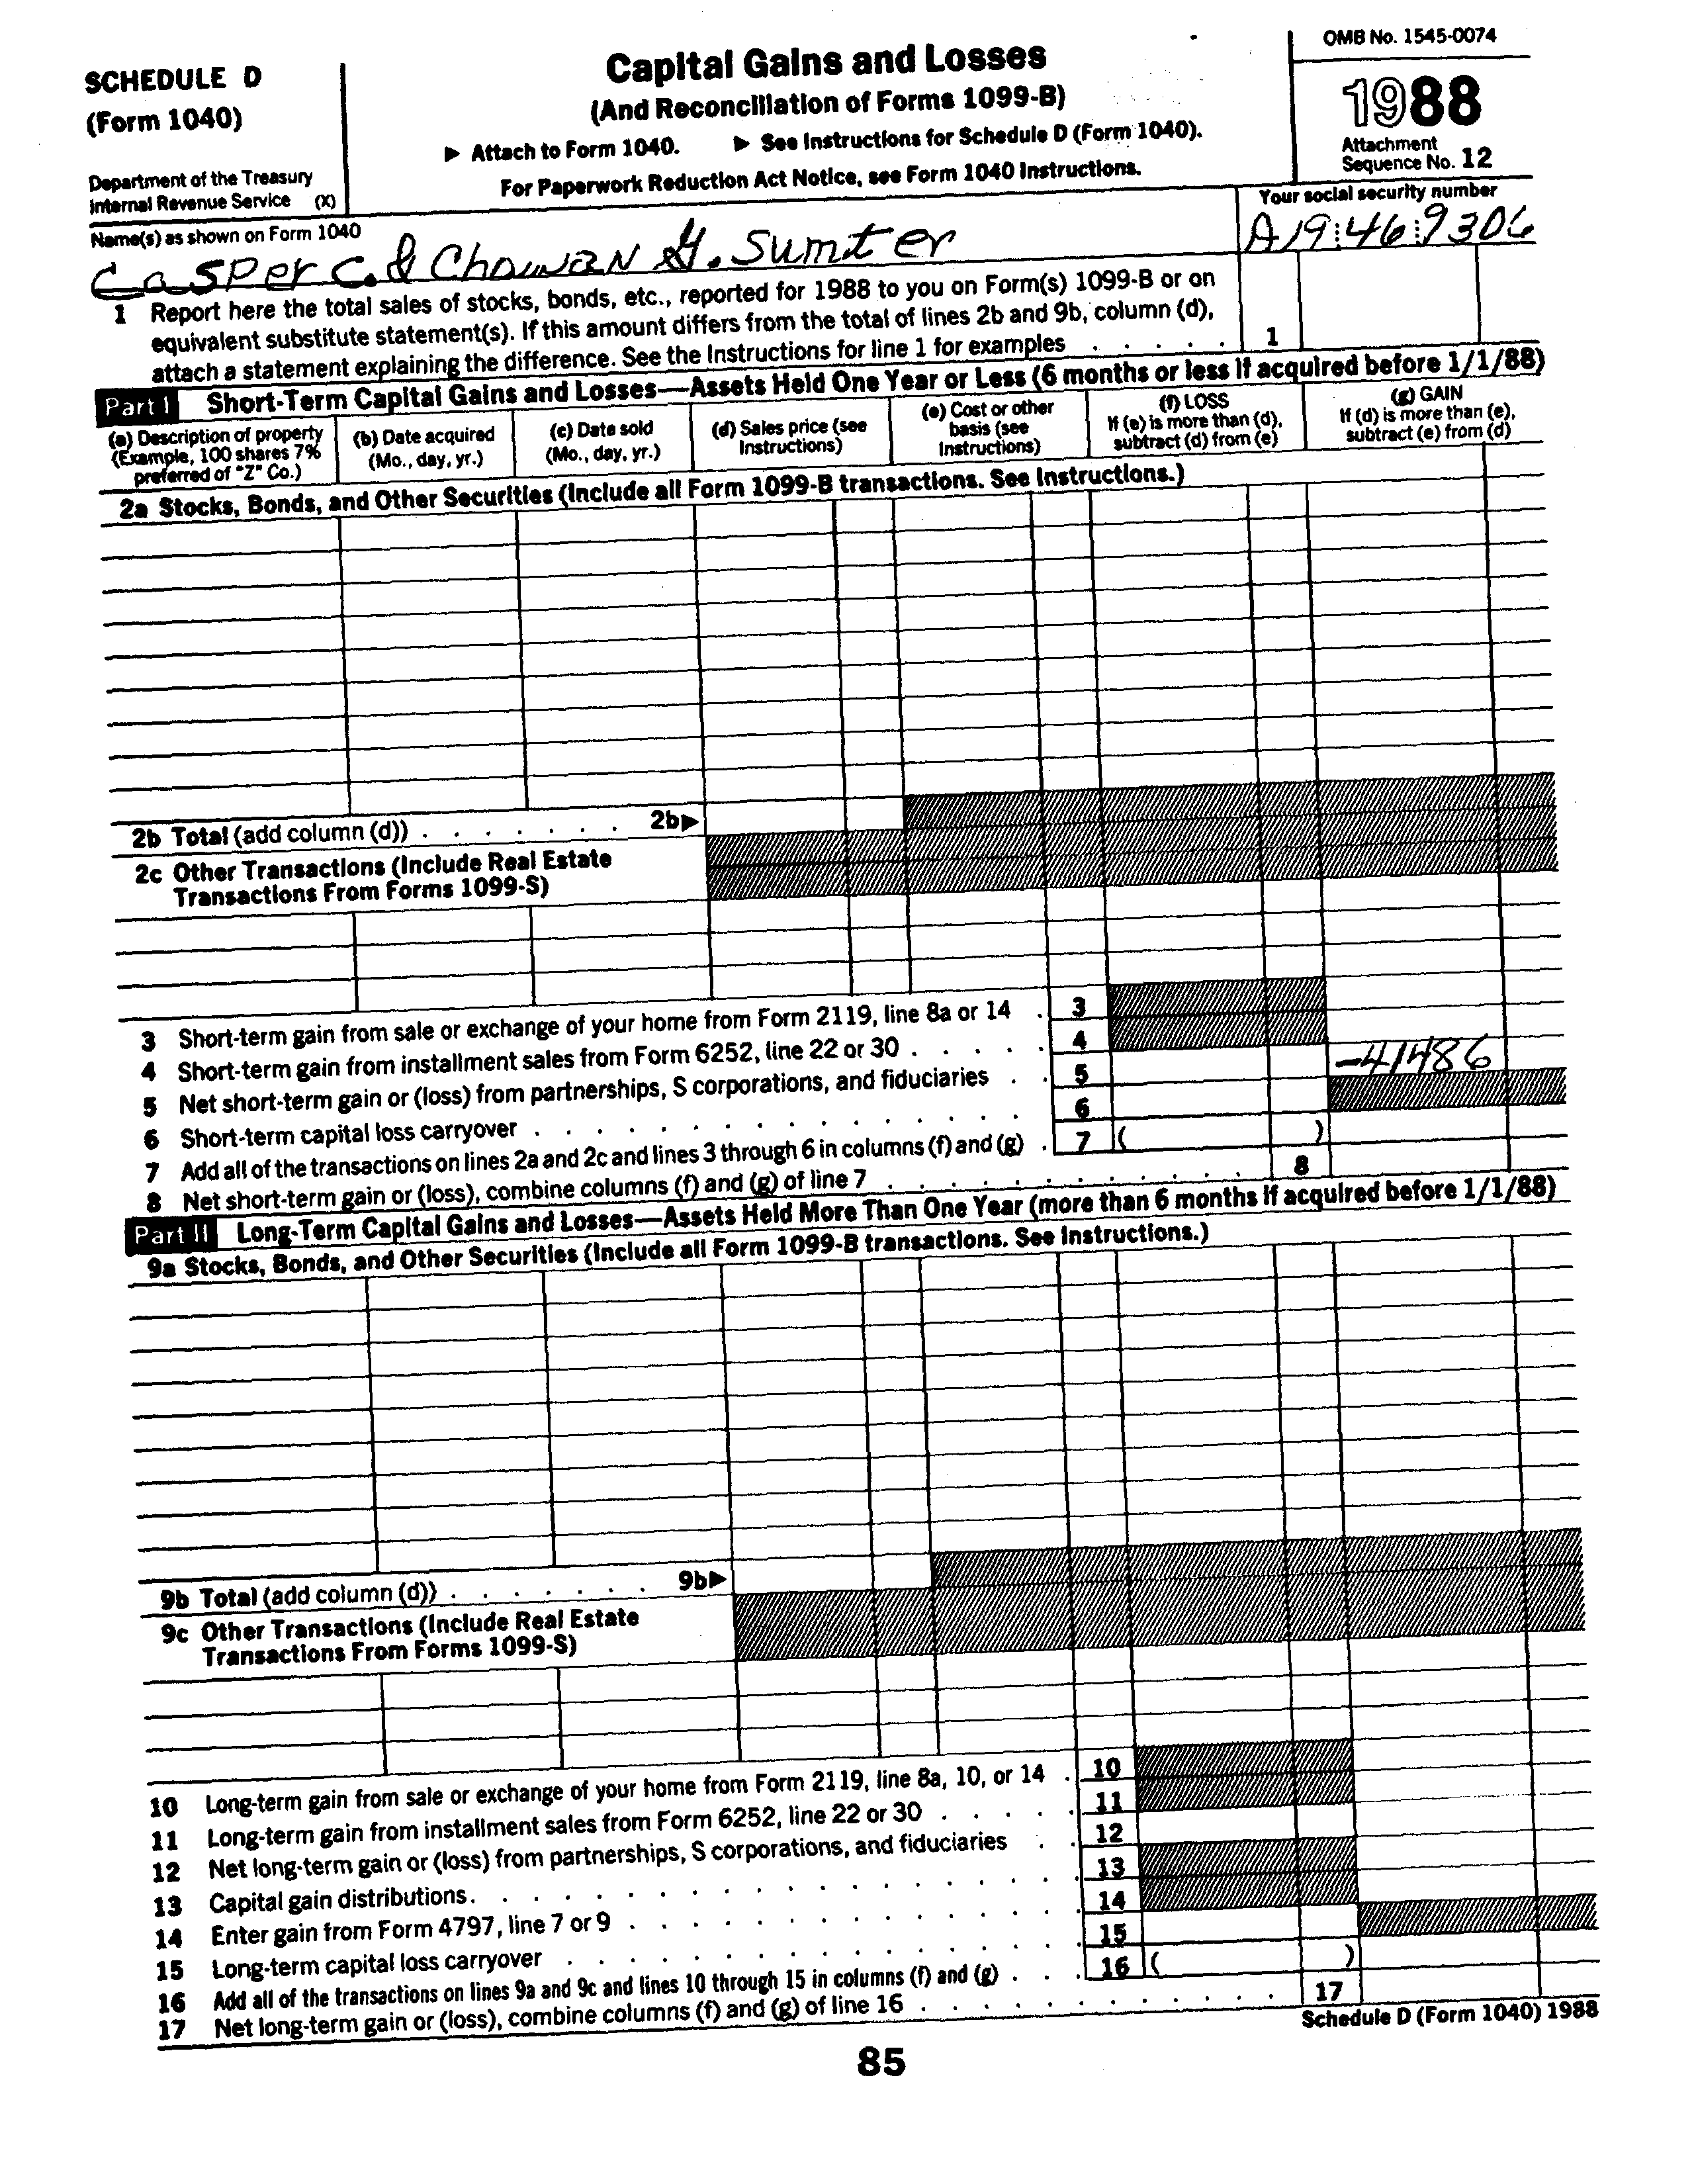 SCHEDULE D
(Form 1040)
Department of the Treasury
Internal Revenue Service (X)
Capital Gains and Losses
(And Reconciliation of Forms 1099-B)
▶ Attach to Form 1040. ▶ See Instructions for Schedule D (Form 1040).
For Paperwork Reduction Act Notice, see Form 1040 Instructions.
OMB No. 1545-0074
1988
Attachment
Sequence No. 12
Name(s) as shown on Form 1040
Casper C. & Chowan G. Sumter
Your social security number
A19:46:9306
1 Report here the total sales of stocks, bonds, etc., reported for 1988 to you on Form(s) 1099-B or on
equivalent substitute statement(s). If this amount differs from the total of lines 2b and 9b, column (d),
attach a statement explaining the difference. See the Instructions for line 1 for examples . . . . . 1
Part I Short-Term Capital Gains and Losses—Assets Held One Year or Less (6 months or less if acquired before 1/1/88)
(a) Description of property
(Example, 100 shares 7%
preferred of "Z" Co.)
(b) Date acquired
(Mo., day, yr.)
(c) Date sold
(Mo., day, yr.)
(d) Sales price (see
Instructions)
(e) Cost or other
basis (see
Instructions)
(f) LOSS
If (e) is more than (d),
subtract (d) from (e)
(g) GAIN
If (d) is more than (e),
subtract (e) from (d)
2a Stocks, Bonds, and Other Securities (Include all Form 1099-B transactions. See Instructions.)
2b Total (add column (d)) . . . . . . . 2b▶
2c Other Transactions (Include Real Estate
Transactions From Forms 1099-S)
3 Short-term gain from sale or exchange of your home from Form 2119, line 8a or 14 . 3
4 Short-term gain from installment sales from Form 6252, line 22 or 30 . . . . . 4
5 Net short-term gain or (loss) from partnerships, S corporations, and fiduciaries . . 5 -41486
6 Short-term capital loss carryover . . . . . . . . . . . . . 6
7 Add all of the transactions on lines 2a and 2c and lines 3 through 6 in columns (f) and (g) . 7 ( )
8 Net short-term gain or (loss), combine columns (f) and (g) of line 7 . . . . . . . . . . . 8
Part II Long-Term Capital Gains and Losses—Assets Held More Than One Year (more than 6 months if acquired before 1/1/88)
9a Stocks, Bonds, and Other Securities (Include all Form 1099-B transactions. See Instructions.)
9b Total (add column (d)) . . . . . . . 9b▶
9c Other Transactions (Include Real Estate
Transactions From Forms 1099-S)
10 Long-term gain from sale or exchange of your home from Form 2119, line 8a, 10, or 14 . 10
11 Long-term gain from installment sales from Form 6252, line 22 or 30 . . . . . 11
12 Net long-term gain or (loss) from partnerships, S corporations, and fiduciaries . . 12
13 Capital gain distributions. . . . . . . . . . . . . . . . 13
14 Enter gain from Form 4797, line 7 or 9 . . . . . . . . . . . . 14
15 Long-term capital loss carryover . . . . . . . . . . . . . . 15
16 Add all of the transactions on lines 9a and 9c and lines 10 through 15 in columns (f) and (g) . . . 16 ( )
17 Net long-term gain or (loss), combine columns (f) and (g) of line 16 . . . . . . . . . . . . 17
Schedule D (Form 1040) 1988
85